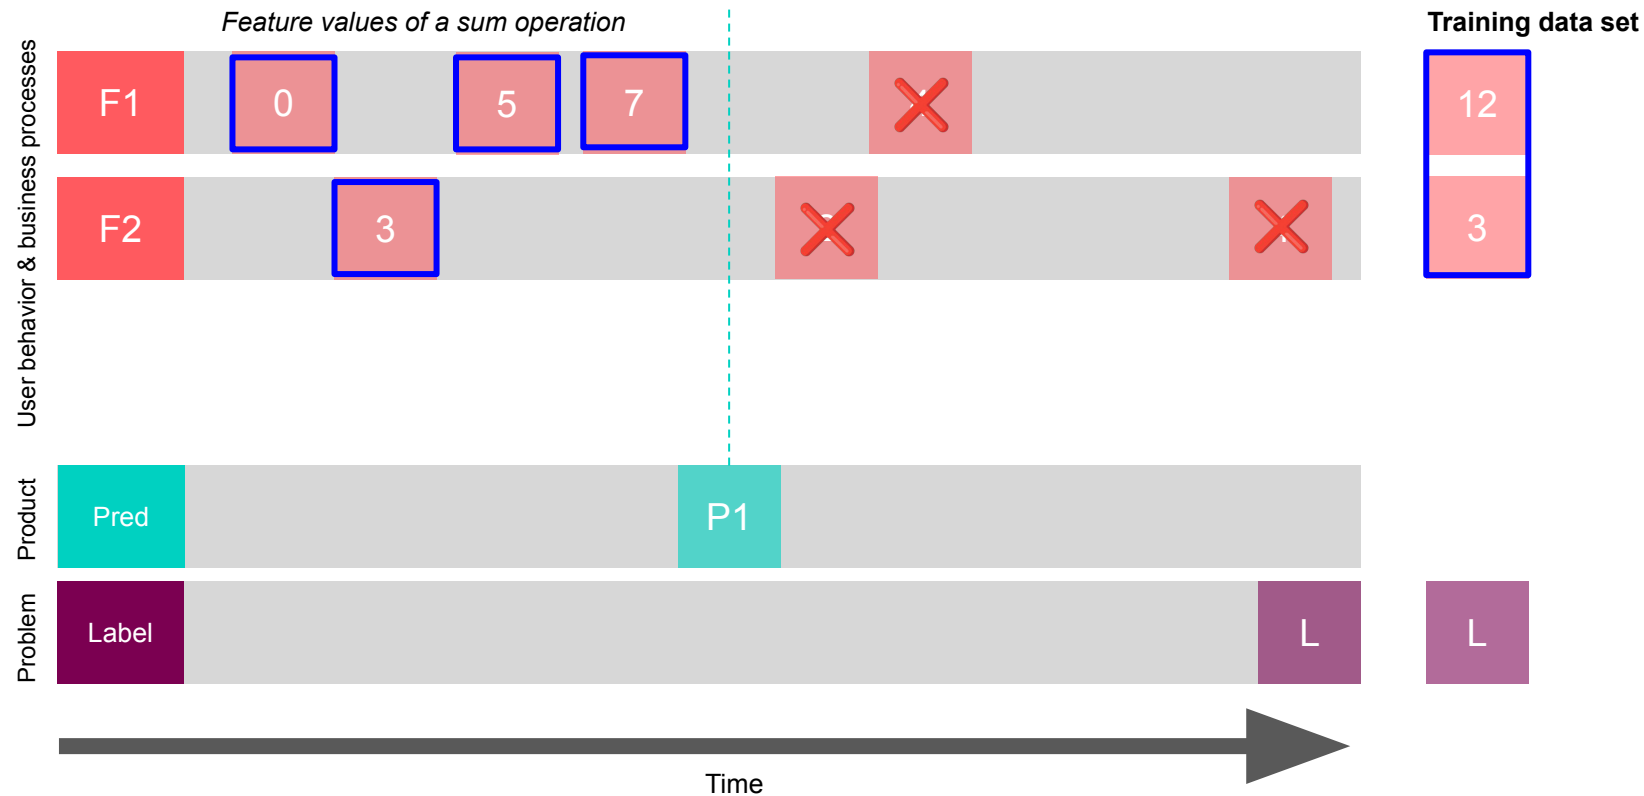 Feature values of a sum operation
Training data set
User behavior & business processes
F1
0
5
7
12
F2
3
3
Product
Pred
P1
Problem
Label
L
L
Time